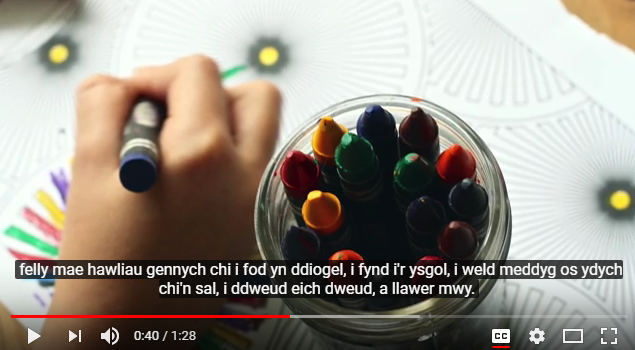 felly mae hawliau gennych chi i fod yn ddiogel, i fynd i'r ysgol, i weld meddyg os ydych
chi'n sal, i ddweud eich dweud, a llawer mwy.
0:40 / 1:28
CC